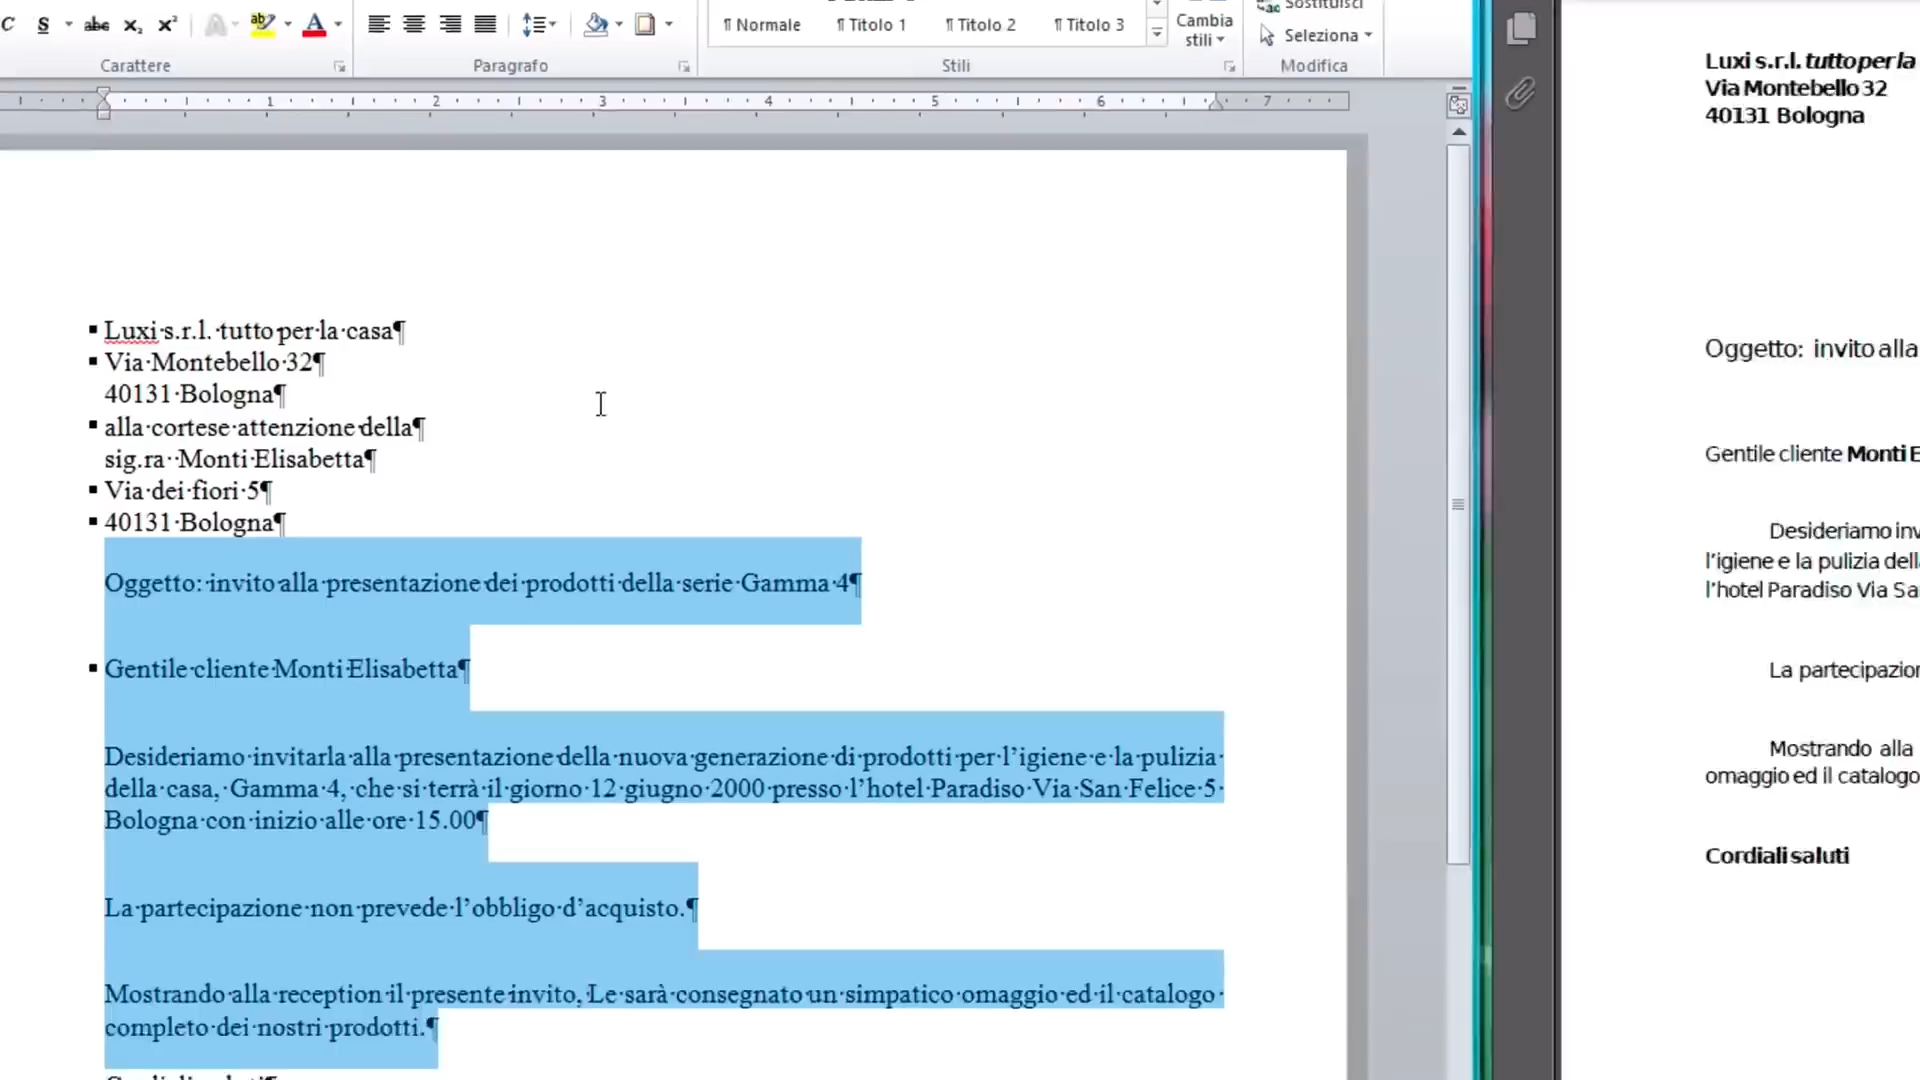 Sostituisci
¶ Normale ¶ Titolo 1 ¶ Titolo 2 ¶ Titolo 3
Cambia
stili
Seleziona
Carattere Paragrafo Stili Modifica
1 2 3 4 5 6 7
Luxi s.r.l. tutto per la casa¶
Via Montebello 32¶
40131 Bologna¶
alla cortese attenzione della¶
sig.ra Monti Elisabetta¶
Via dei fiori 5¶
40131 Bologna¶
Oggetto: invito alla presentazione dei prodotti della serie Gamma 4¶
Gentile cliente Monti Elisabetta¶
Desideriamo invitarla alla presentazione della nuova generazione di prodotti per l’igiene e la pulizia
della casa, Gamma 4, che si terrà il giorno 12 giugno 2000 presso l’hotel Paradiso Via San Felice 5
Bologna con inizio alle ore 15.00¶
La partecipazione non prevede l’obbligo d’acquisto.¶
Mostrando alla reception il presente invito, Le sarà consegnato un simpatico omaggio ed il catalogo
completo dei nostri prodotti.¶
Luxi s.r.l. tutto per la
Via Montebello 32
40131 Bologna
Oggetto: invito alla
Gentile cliente Monti E
Desideriamo inv
l’igiene e la pulizia dell
l’hotel Paradiso Via Sa
La partecipazion
Mostrando alla
omaggio ed il catalogo
Cordiali saluti